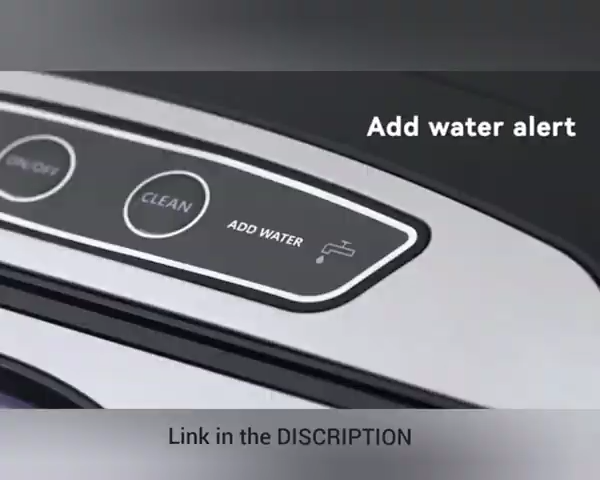 Add water alert
ON/OFF
CLEAN
ADD WATER
Link in the DISCRIPTION